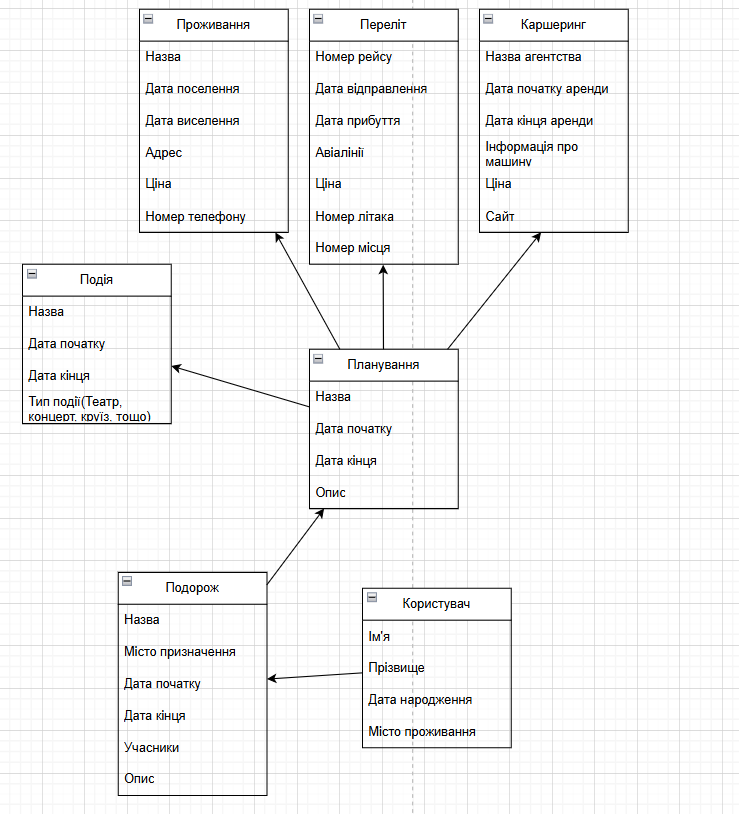 Проживання
Назва
Дата поселення
Дата виселення
Адрес
Ціна
Номер телефону
Переліт
Номер рейсу
Дата відправлення
Дата прибуття
Авіалінії
Ціна
Номер літака
Номер місця
Каршеринг
Назва агентства
Дата початку аренди
Дата кінця аренди
Інформація про
машину
Ціна
Сайт
Подія
Назва
Дата початку
Дата кінця
Тип події(Театр,
концерт, круїз, тощо)
Планування
Назва
Дата початку
Дата кінця
Опис
Подорож
Назва
Місто призначення
Дата початку
Дата кінця
Учасники
Опис
Користувач
Ім'я
Прізвище
Дата народження
Місто проживання